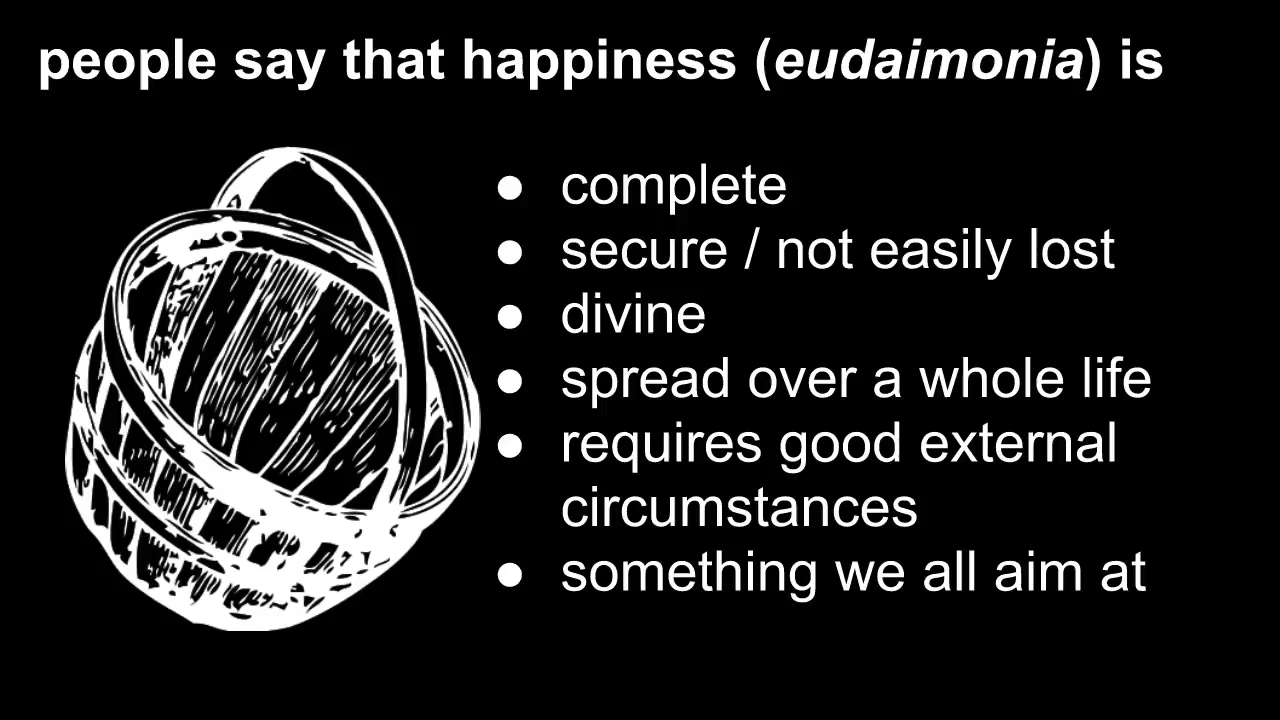 people say that happiness (eudaimonia) is
● complete
● secure / not easily lost
● divine
● spread over a whole life
● requires good external
circumstances
● something we all aim at